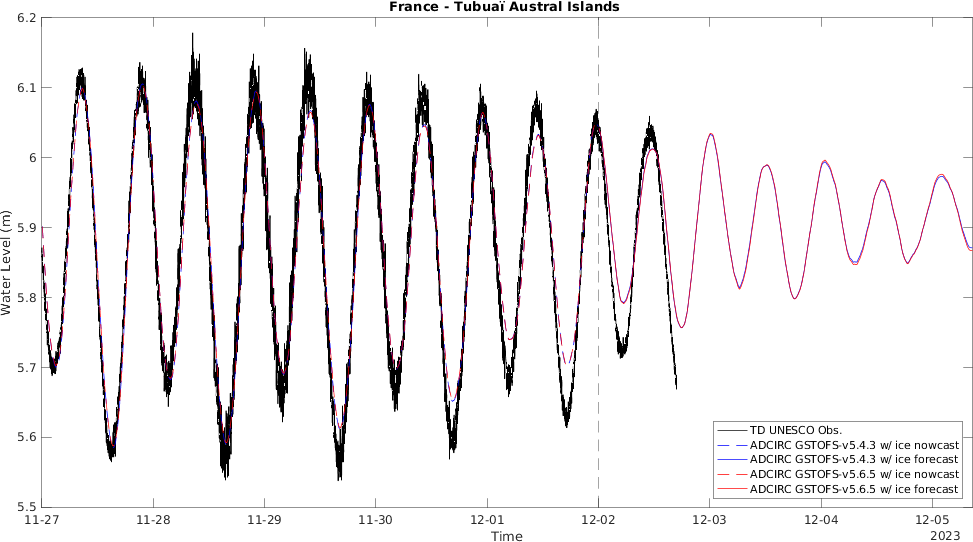 France - Tubuaï Austral Islands
6.2
6.1
6
5.9
5.8
5.7
5.6
5.5
Water Level (m)
11-27
11-28
11-29
11-30
12-01
12-02
12-03
12-04
12-05
Time
2023
TD UNESCO Obs.
ADCIRC GSTOFS-v5.4.3 w/ ice nowcast
ADCIRC GSTOFS-v5.4.3 w/ ice forecast
ADCIRC GSTOFS-v5.6.5 w/ ice nowcast
ADCIRC GSTOFS-v5.6.5 w/ ice forecast